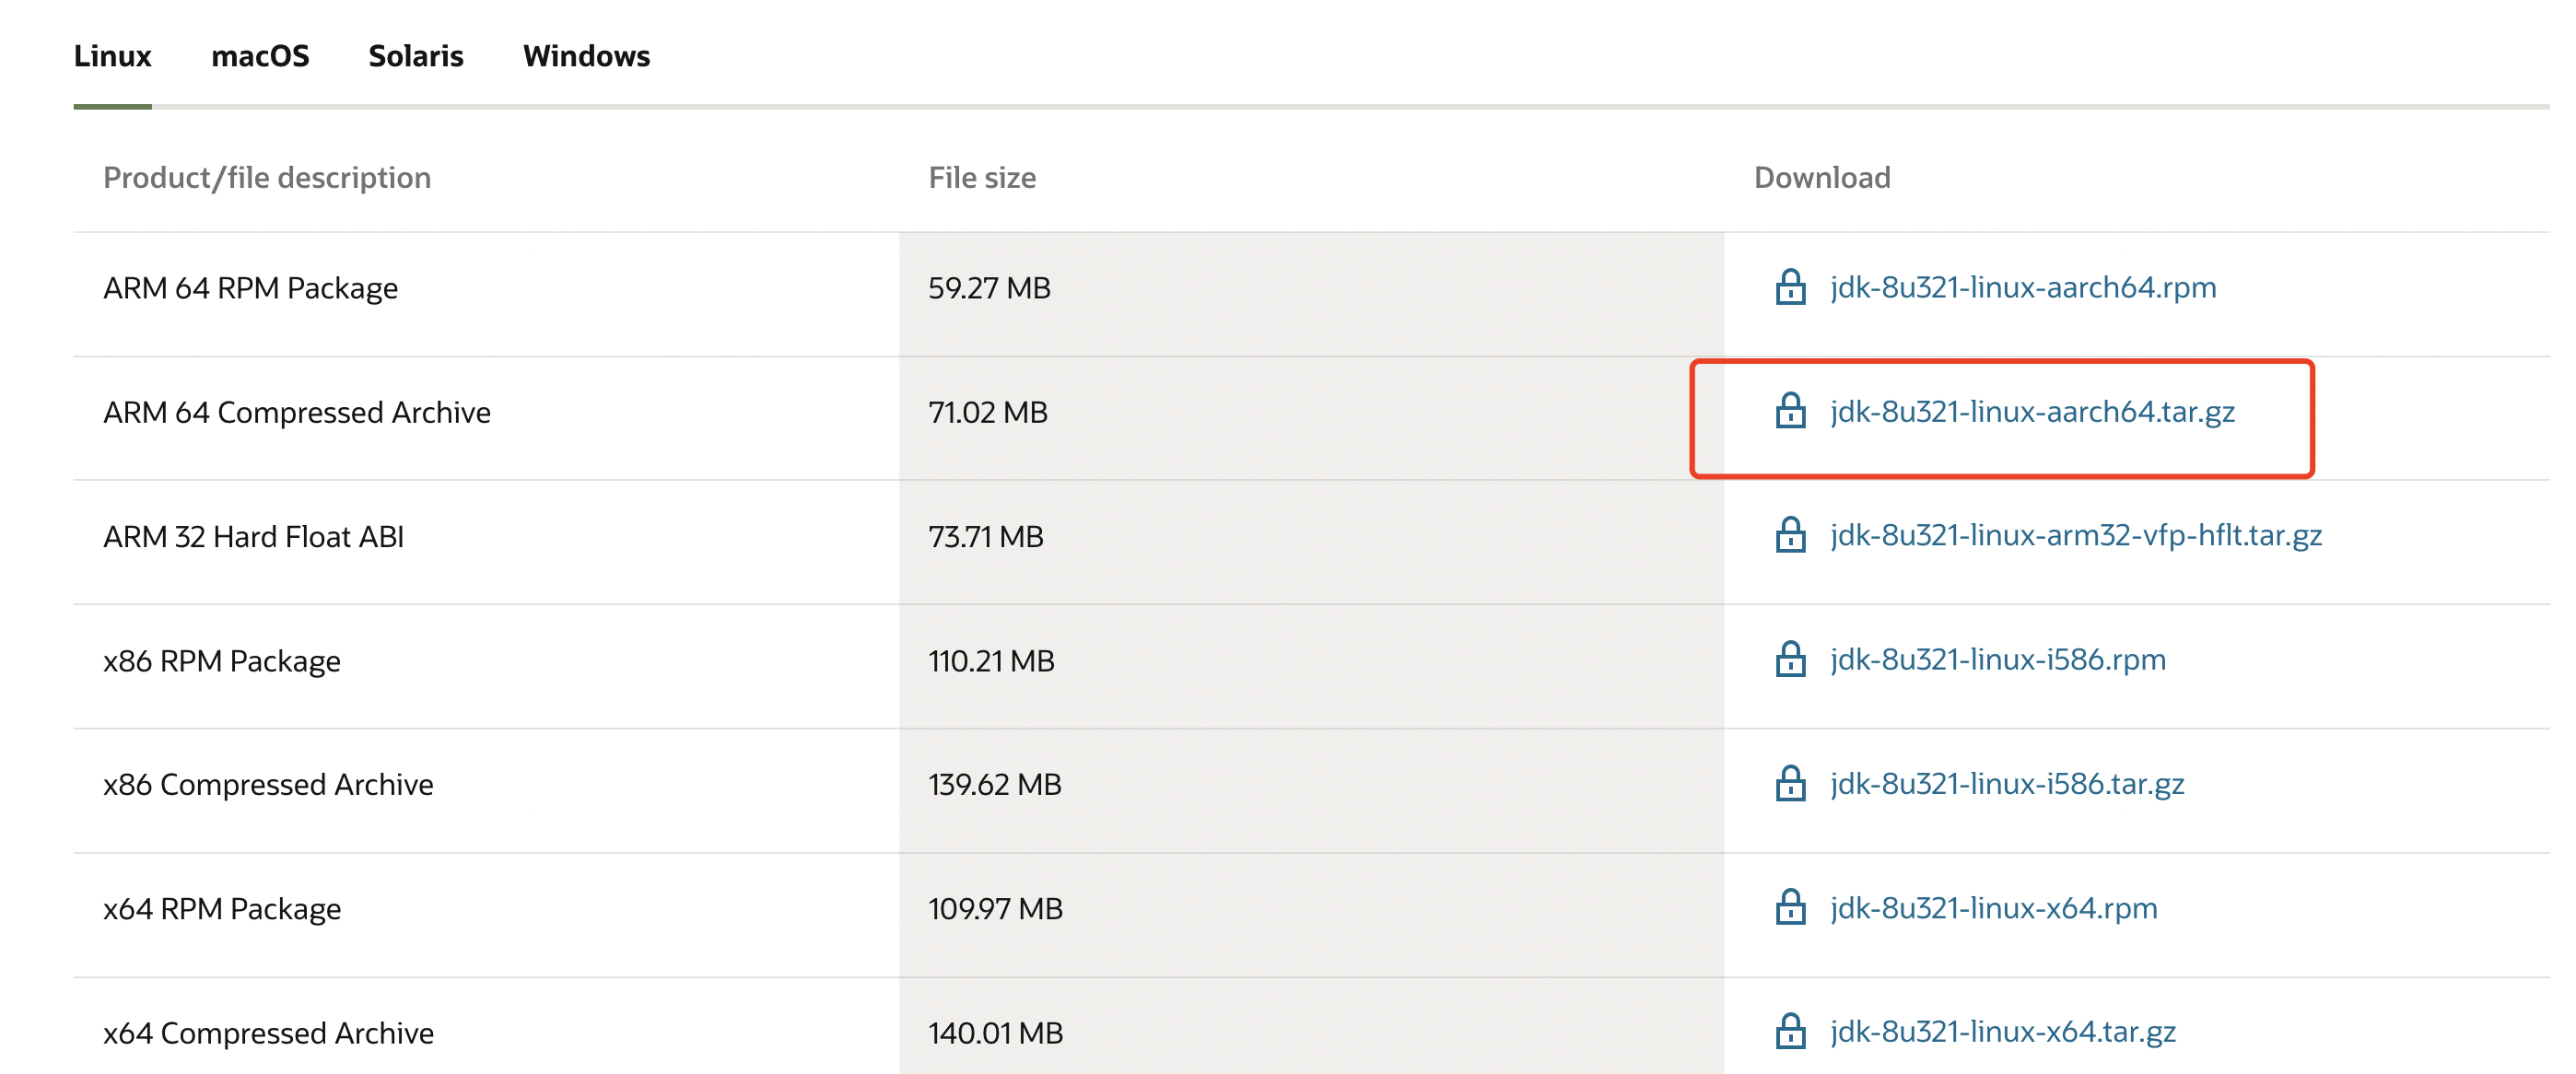 Linux macOS Solaris Windows
Product/file description File size Download
ARM 64 RPM Package 59.27 MB jdk-8u321-linux-aarch64.rpm
ARM 64 Compressed Archive 71.02 MB jdk-8u321-linux-aarch64.tar.gz
ARM 32 Hard Float ABI 73.71 MB jdk-8u321-linux-arm32-vfp-hflt.tar.gz
x86 RPM Package 110.21 MB jdk-8u321-linux-i586.rpm
x86 Compressed Archive 139.62 MB jdk-8u321-linux-i586.tar.gz
x64 RPM Package 109.97 MB jdk-8u321-linux-x64.rpm
x64 Compressed Archive 140.01 MB jdk-8u321-linux-x64.tar.gz